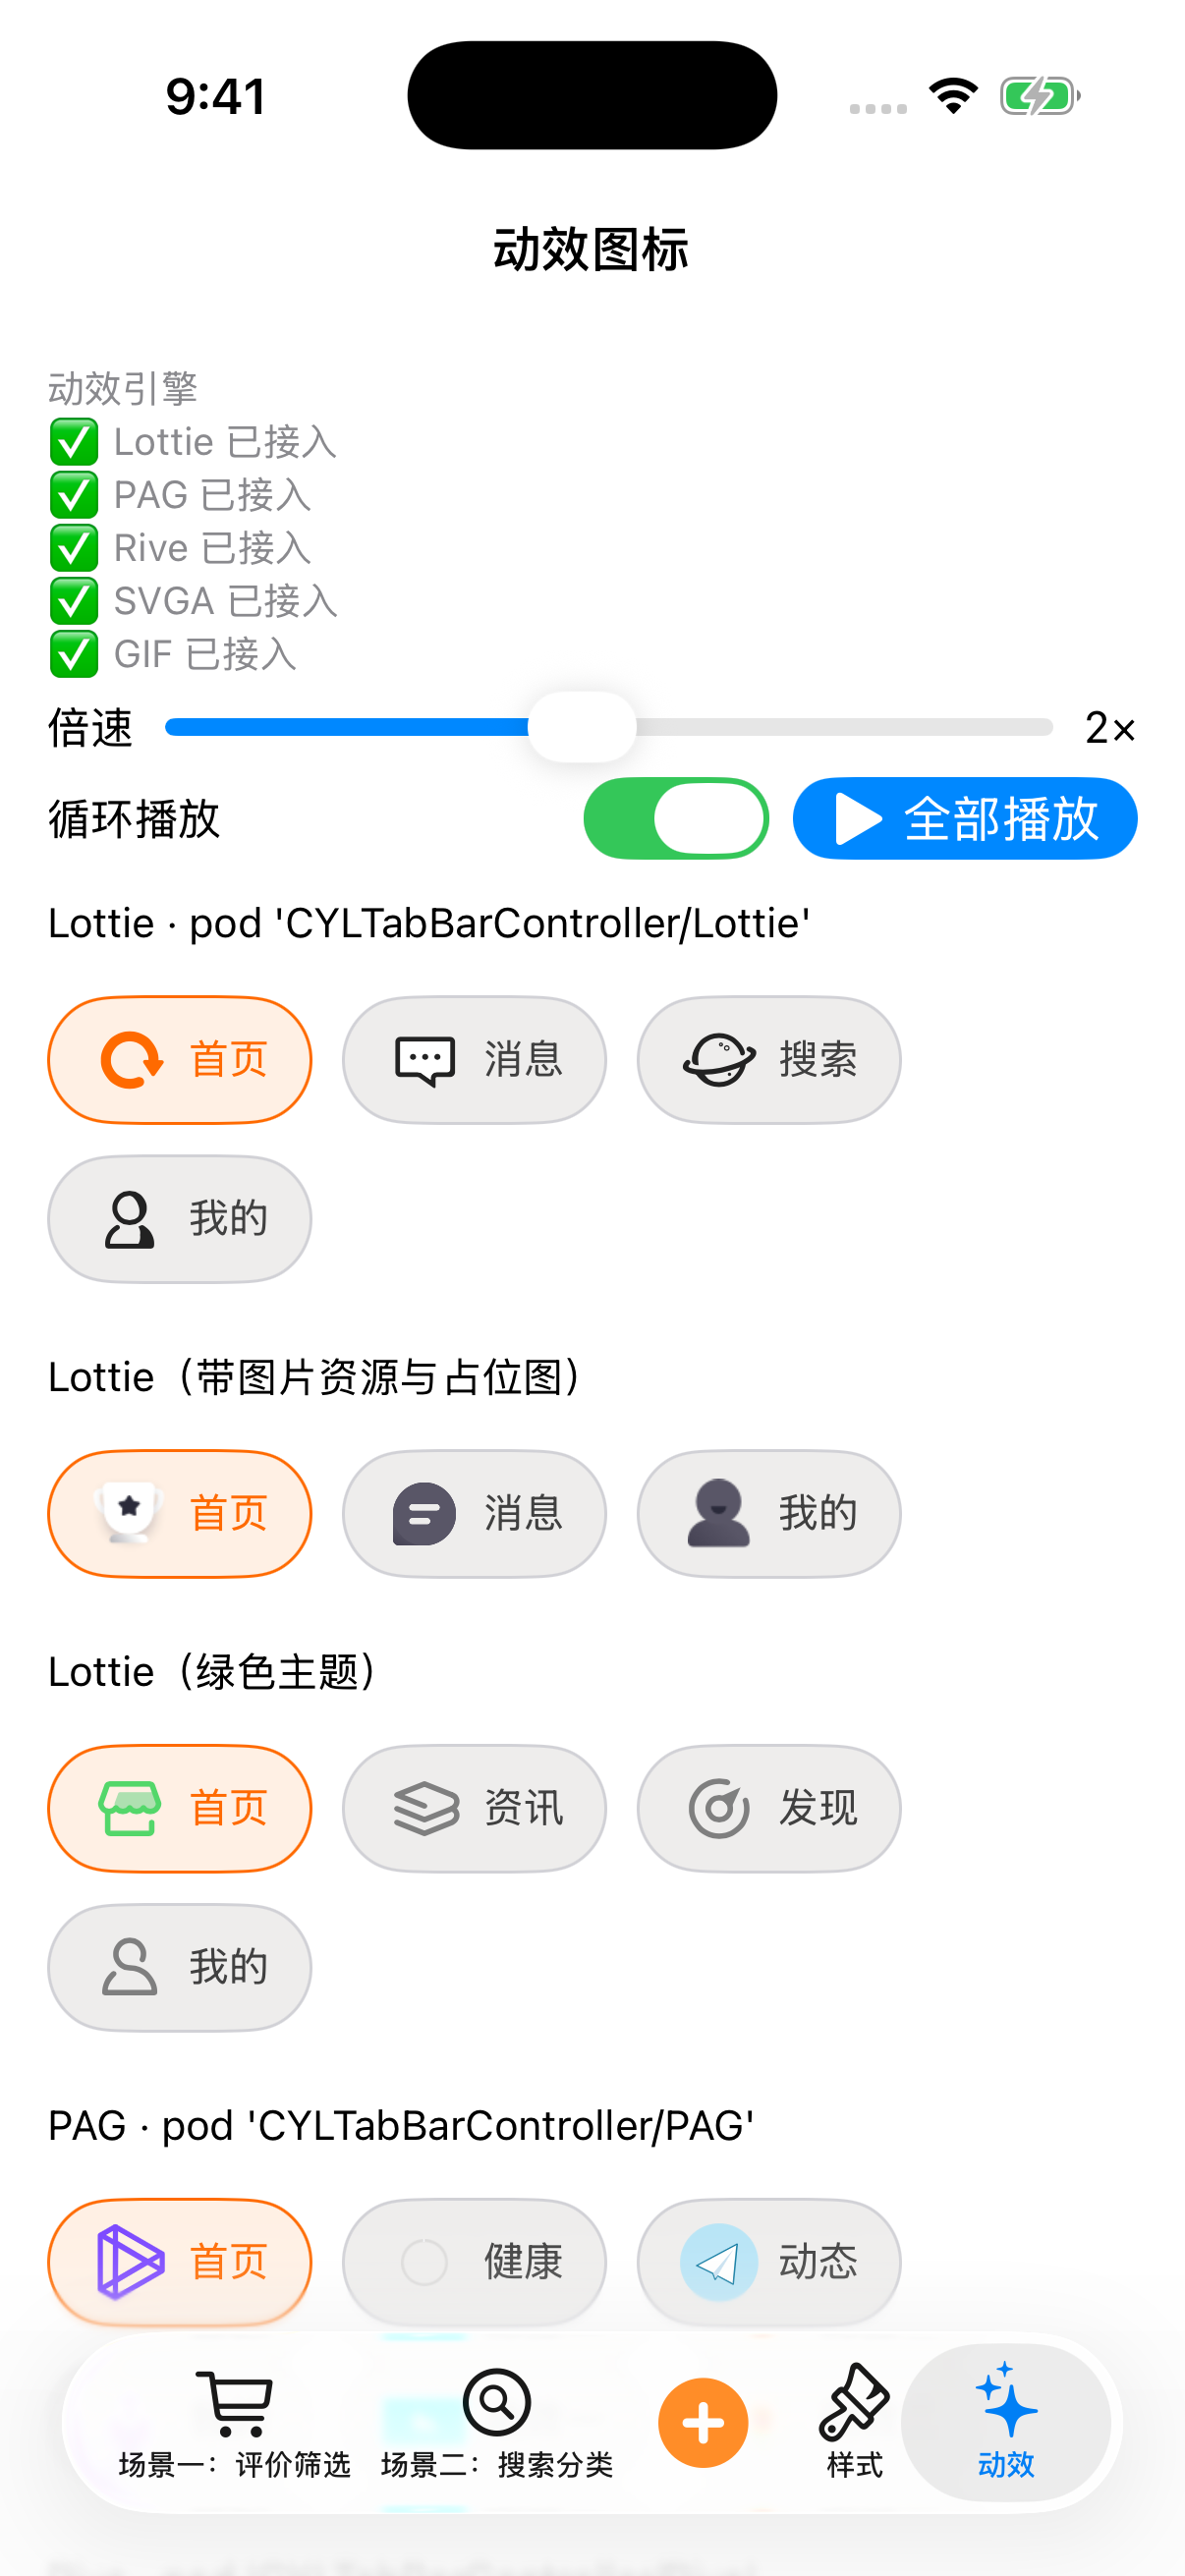 9:41
动效图标
动效引擎
✅ Lottie 已接入
✅ PAG 已接入
✅ Rive 已接入
✅ SVGA 已接入
✅ GIF 已接入
倍速 2×
循环播放 全部播放
Lottie · pod 'CYLTabBarController/Lottie'
首页 消息 搜索
我的
Lottie（带图片资源与占位图）
首页 消息 我的
Lottie（绿色主题）
首页 资讯 发现
我的
PAG · pod 'CYLTabBarController/PAG'
首页 健康 动态
场景一：评价筛选 场景二：搜索分类 样式 动效